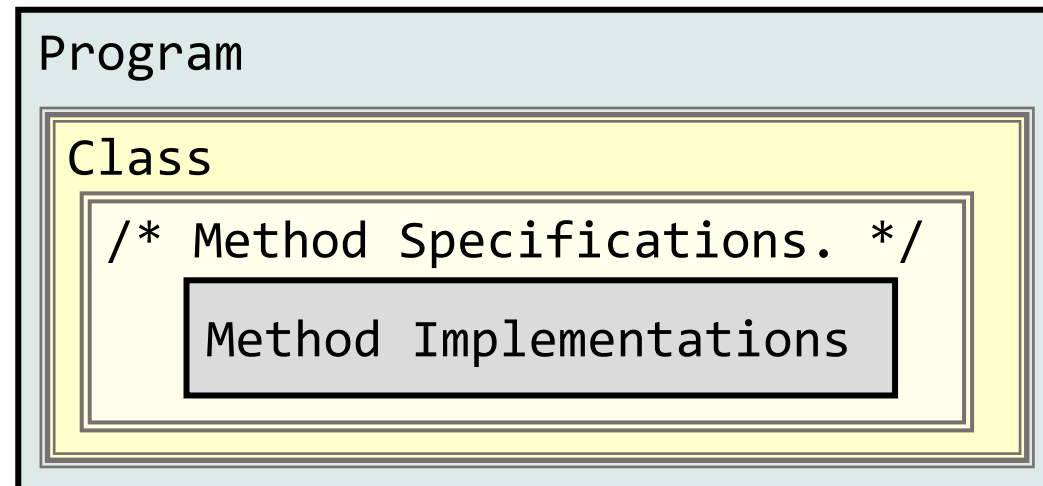 Program
Class
/* Method Specifications. */
Method Implementations